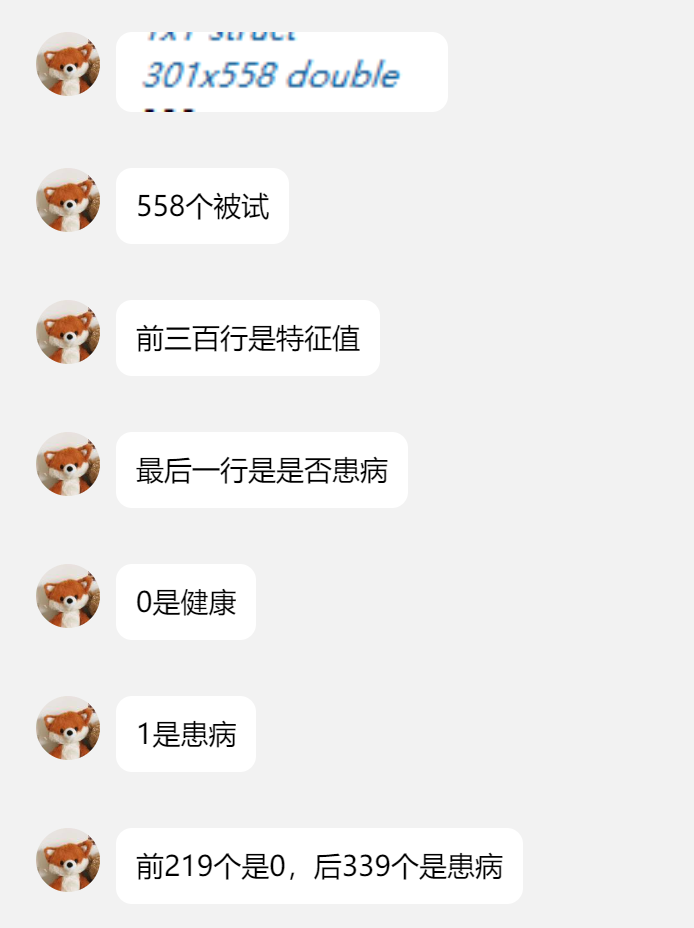 1x1 struct
301x558 double
558个被试
前三百行是特征值
最后一行是是否患病
0是健康
1是患病
前219个是0，后339个是患病